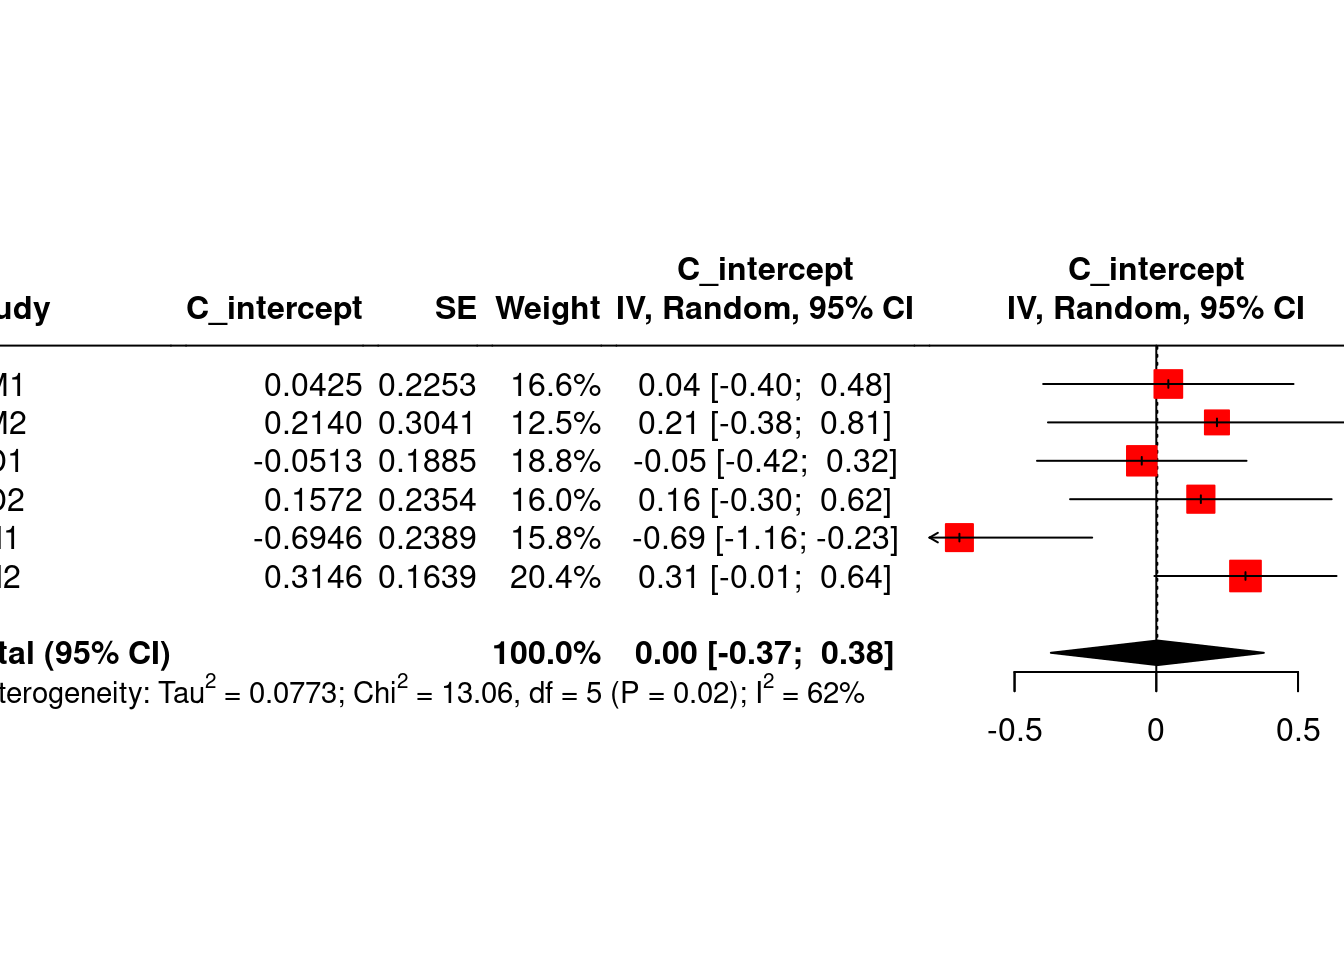 C_intercept C_intercept
udy C_intercept SE Weight IV, Random, 95% CI IV, Random, 95% CI
M1 0.0425 0.2253 16.6% 0.04 [-0.40; 0.48]
M2 0.2140 0.3041 12.5% 0.21 [-0.38; 0.81]
D1 -0.0513 0.1885 18.8% -0.05 [-0.42; 0.32]
D2 0.1572 0.2354 16.0% 0.16 [-0.30; 0.62]
1 -0.6946 0.2389 15.8% -0.69 [-1.16; -0.23]
2 0.3146 0.1639 20.4% 0.31 [-0.01; 0.64]
tal (95% CI) 100.0% 0.00 [-0.37; 0.38]
terogeneity: Tau² = 0.0773; Chi² = 13.06, df = 5 (P = 0.02); I² = 62%
-0.5 0 0.5